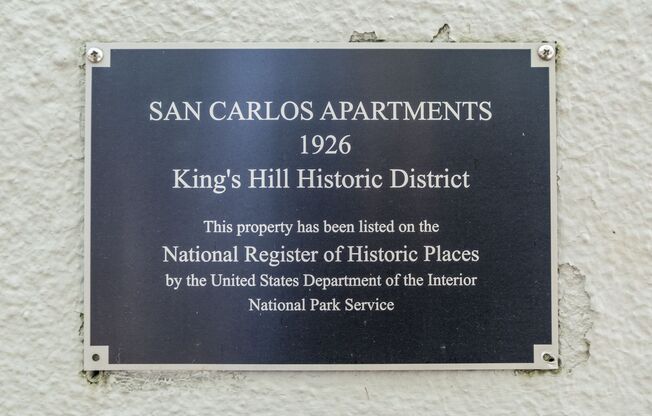 SAN CARLOS APARTMENTS
1926
King's Hill Historic District
This property has been listed on the
National Register of Historic Places
by the United States Department of the Interior
National Park Service